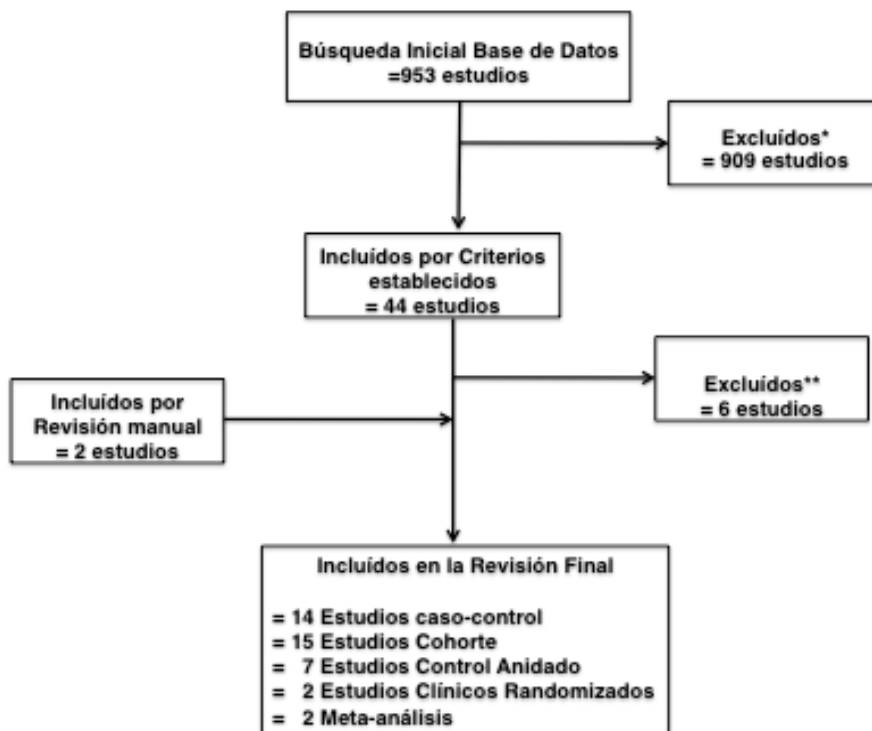 Búsqueda Inicial Base de Datos
=953 estudios
Excluídos*
= 909 estudios
Incluídos por Criterios
establecidos
= 44 estudios
Excluídos**
= 6 estudios
Incluídos por
Revisión manual
= 2 estudios
Incluídos en la Revisión Final
= 14 Estudios caso-control
= 15 Estudios Cohorte
= 7 Estudios Control Anidado
= 2 Estudios Clínicos Randomizados
= 2 Meta-análisis